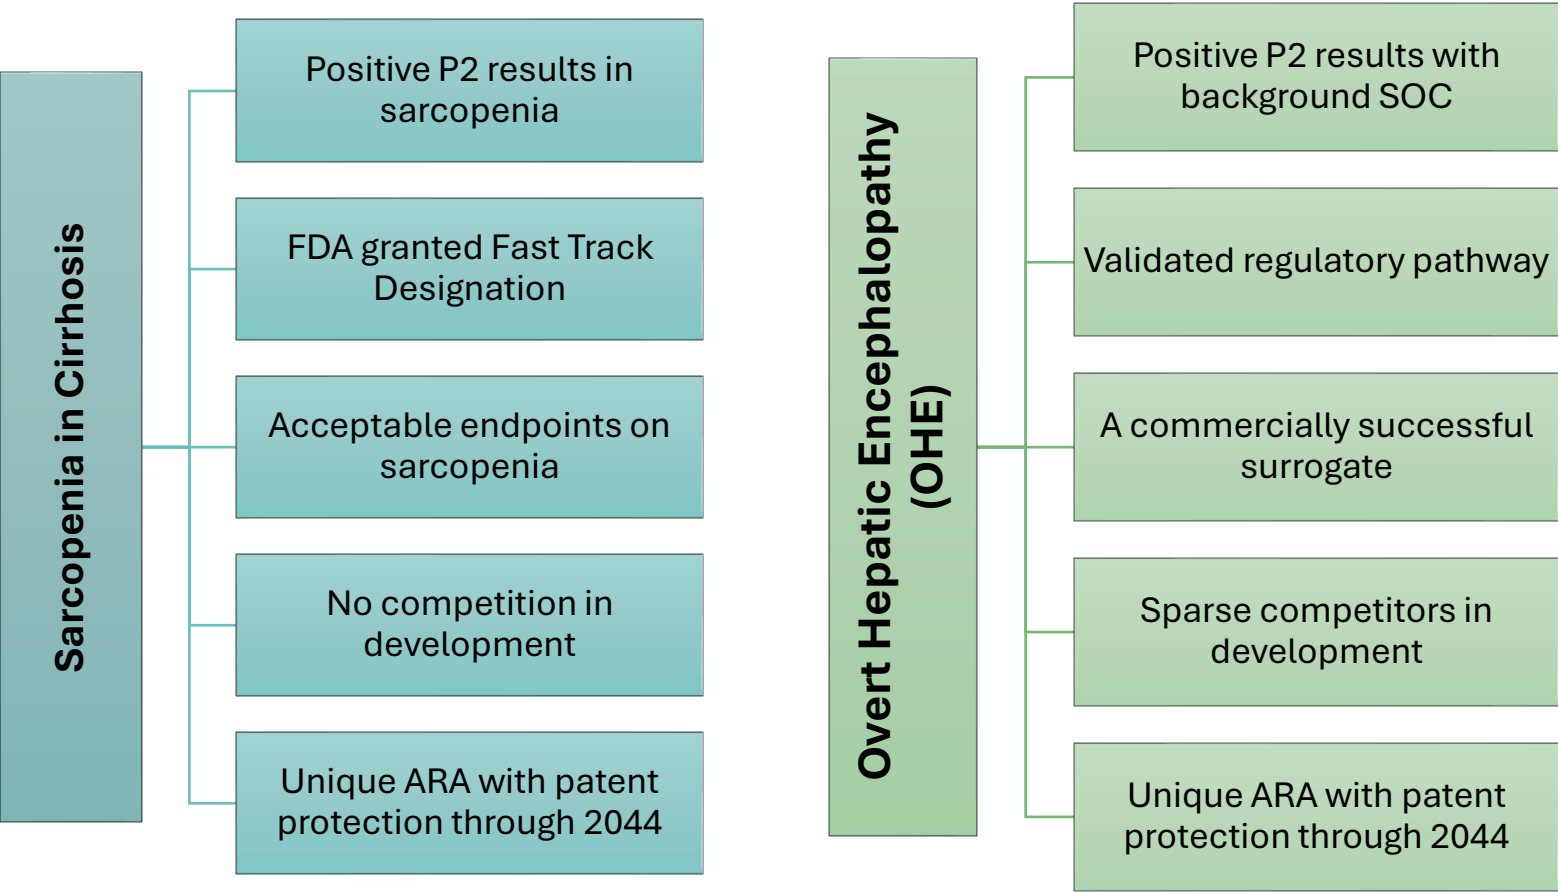 Sarcopenia in Cirrhosis
Positive P2 results in
sarcopenia
FDA granted Fast Track
Designation
Acceptable endpoints on
sarcopenia
No competition in
development
Unique ARA with patent
protection through 2044
Overt Hepatic Encephalopathy
(OHE)
Positive P2 results with
background SOC
Validated regulatory pathway
A commercially successful
surrogate
Sparse competitors in
development
Unique ARA with patent
protection through 2044